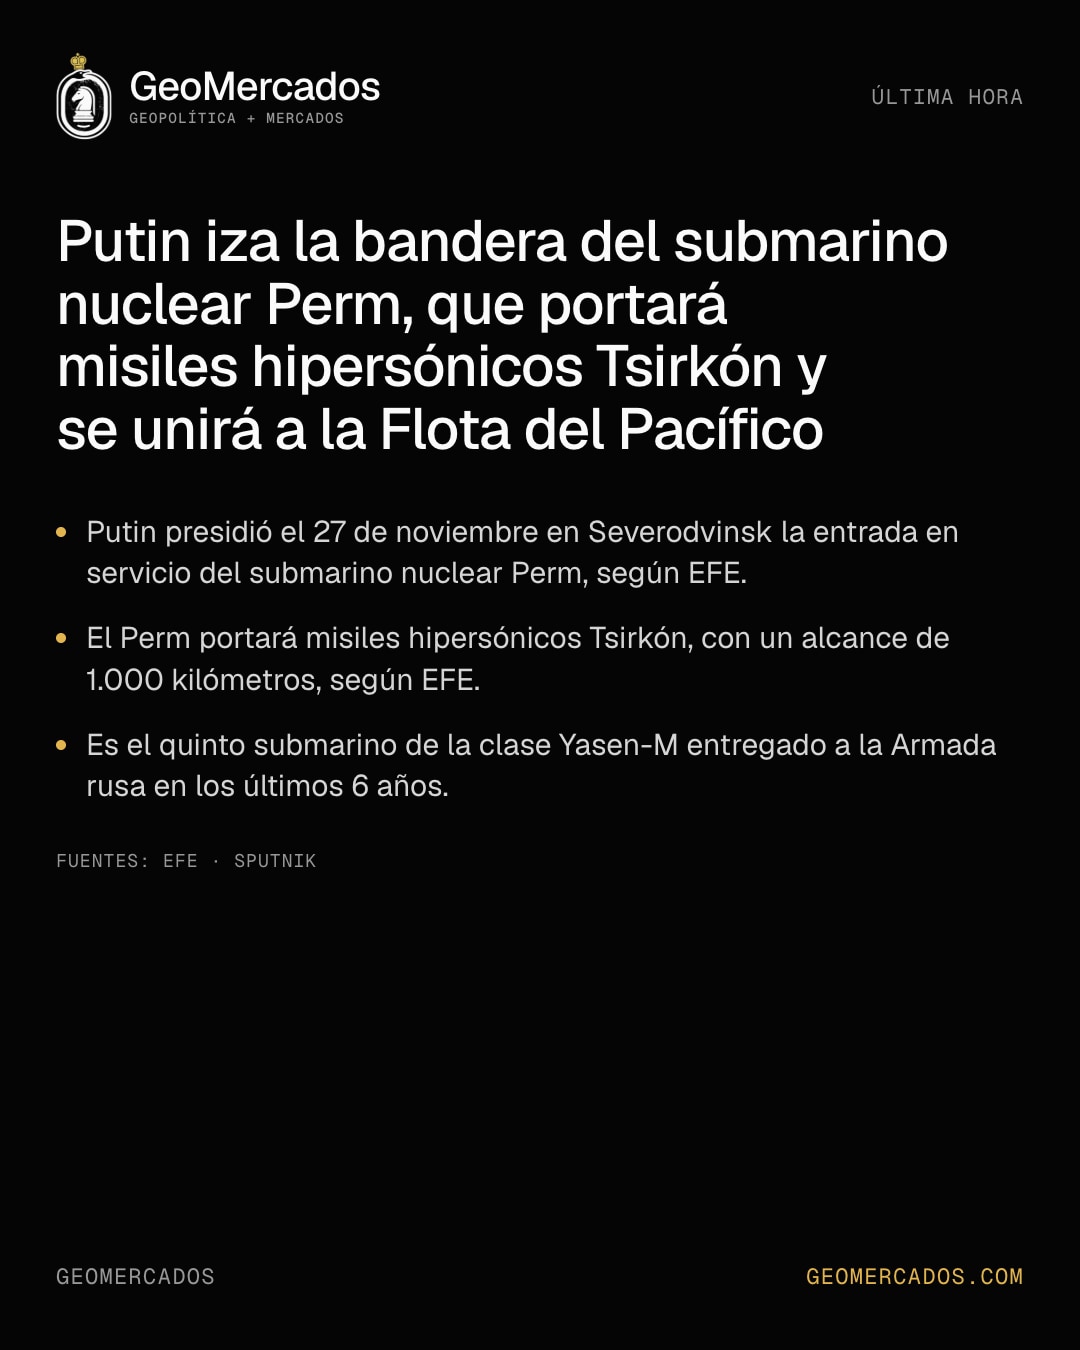 GeoMercados
GEOPOLÍTICA + MERCADOS
ÚLTIMA HORA
Putin iza la bandera del submarino
nuclear Perm, que portará
misiles hipersónicos Tsirkón y
se unirá a la Flota del Pacífico
• Putin presidió el 27 de noviembre en Severodvinsk la entrada en
servicio del submarino nuclear Perm, según EFE.
• El Perm portará misiles hipersónicos Tsirkón, con un alcance de
1.000 kilómetros, según EFE.
• Es el quinto submarino de la clase Yasen-M entregado a la Armada
rusa en los últimos 6 años.
FUENTES: EFE · SPUTNIK
GEOMERCADOS
GEOMERCADOS.COM